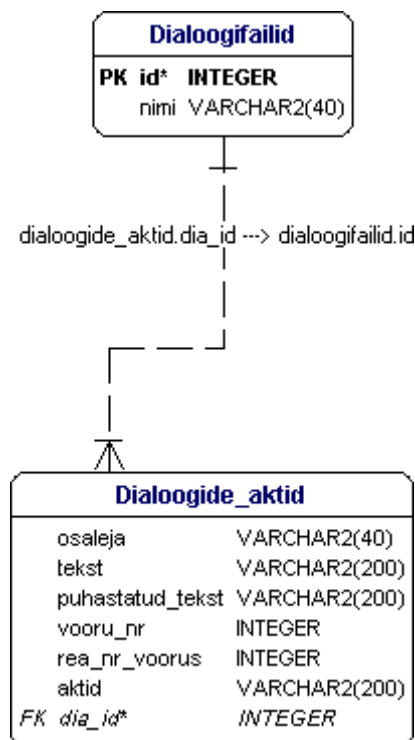 Dialoogifailid
PK id* INTEGER
nimi VARCHAR2(40)
dialoogide_aktid.dia_id ---> dialoogifailid.id
Dialoogide_aktid
osaleja VARCHAR2(40)
tekst VARCHAR2(200)
puhastatud_tekst VARCHAR2(200)
vooru_nr INTEGER
rea_nr_voorus INTEGER
aktid VARCHAR2(200)
FK dia_id* INTEGER